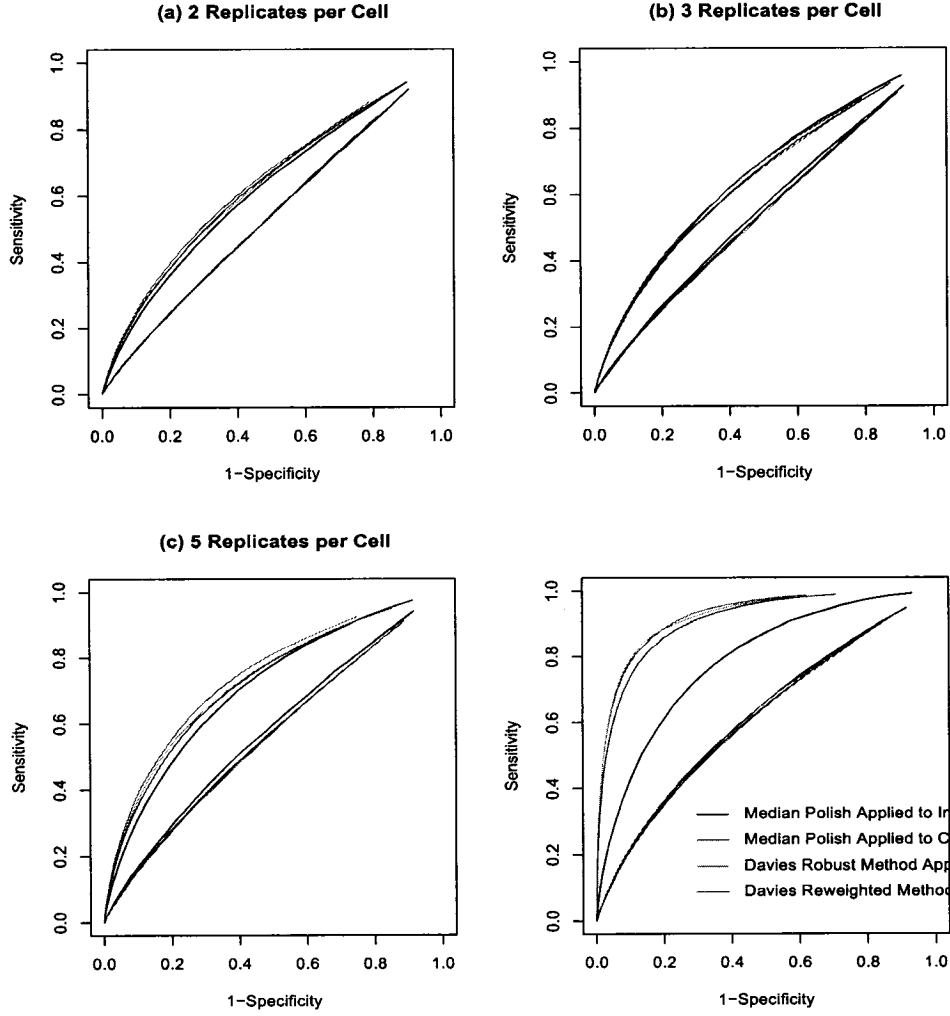 (a) 2 Replicates per Cell
Sensitivity
1.0
0.8
0.6
0.4
0.2
0.0
0.0 0.2 0.4 0.6 0.8 1.0
1−Specificity
(b) 3 Replicates per Cell
Sensitivity
1.0
0.8
0.6
0.4
0.2
0.0
0.0 0.2 0.4 0.6 0.8 1.0
1−Specificity
(c) 5 Replicates per Cell
Sensitivity
1.0
0.8
0.6
0.4
0.2
0.0
0.0 0.2 0.4 0.6 0.8 1.0
1−Specificity
Sensitivity
1.0
0.8
0.6
0.4
0.2
0.0
Median Polish Applied to
Median Polish Applied to
Davies Robust Method
Davies Reweighted
0.0 0.2 0.4 0.6 0.8 1.0
1−Specificity